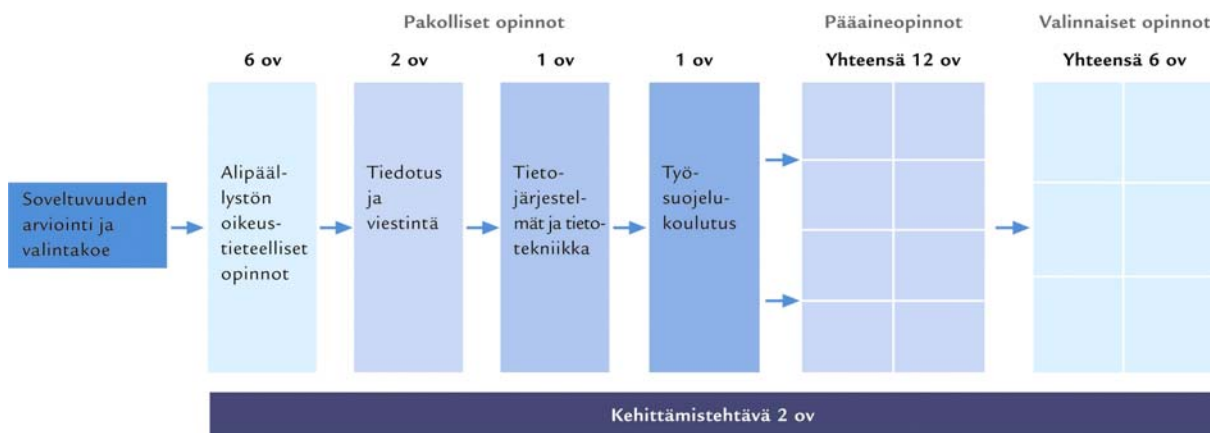 Pakolliset opinnot
Pääaineopinnot
Valinnaiset opinnot
6 ov
2 ov
1 ov
1 ov
Yhteensä 12 ov
Yhteensä 6 ov
Soveltuvuuden
arviointi ja
valintakoe
Alipääl-
lystön
oikeus-
tieteelliset
opinnot
Tiedotus
ja
viestintä
Tieto-
järjestel-
mät ja tieto-
tekniikka
Työ-
suojelu-
koulutus
Kehittämistehtävä 2 ov